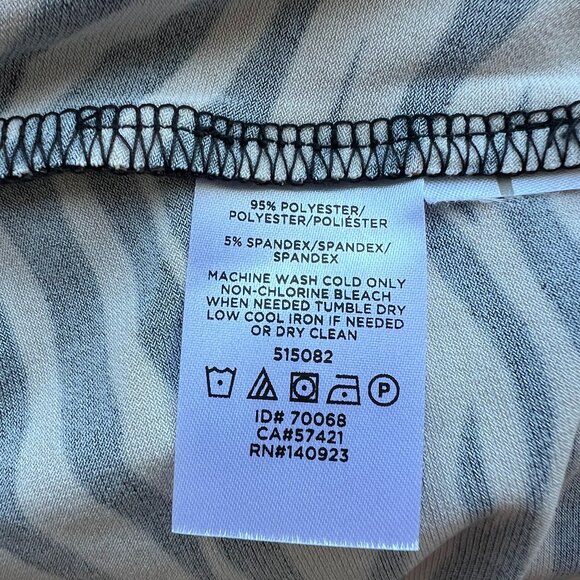 95% POLYESTER/
POLYESTER/POLIÉSTER
5% SPANDEX/SPANDEX/
SPANDEX
MACHINE WASH COLD ONLY
NON-CHLORINE BLEACH
WHEN NEEDED TUMBLE DRY
LOW COOL IRON IF NEEDED
OR DRY CLEAN
515082
P
ID# 70068
CA#57421
RN#140923